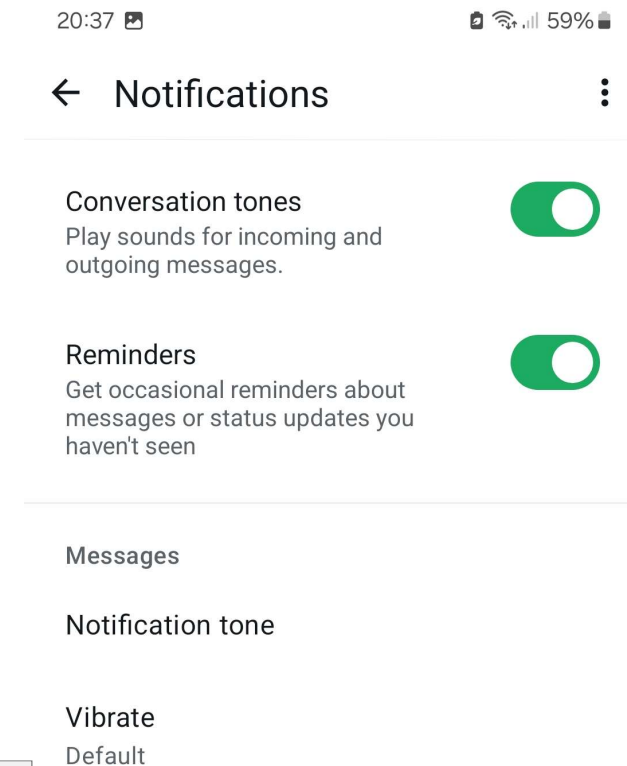 20:37 59%
Notifications
Conversation tones
Play sounds for incoming and
outgoing messages.
Reminders
Get occasional reminders about
messages or status updates you
haven't seen
Messages
Notification tone
Vibrate
Default